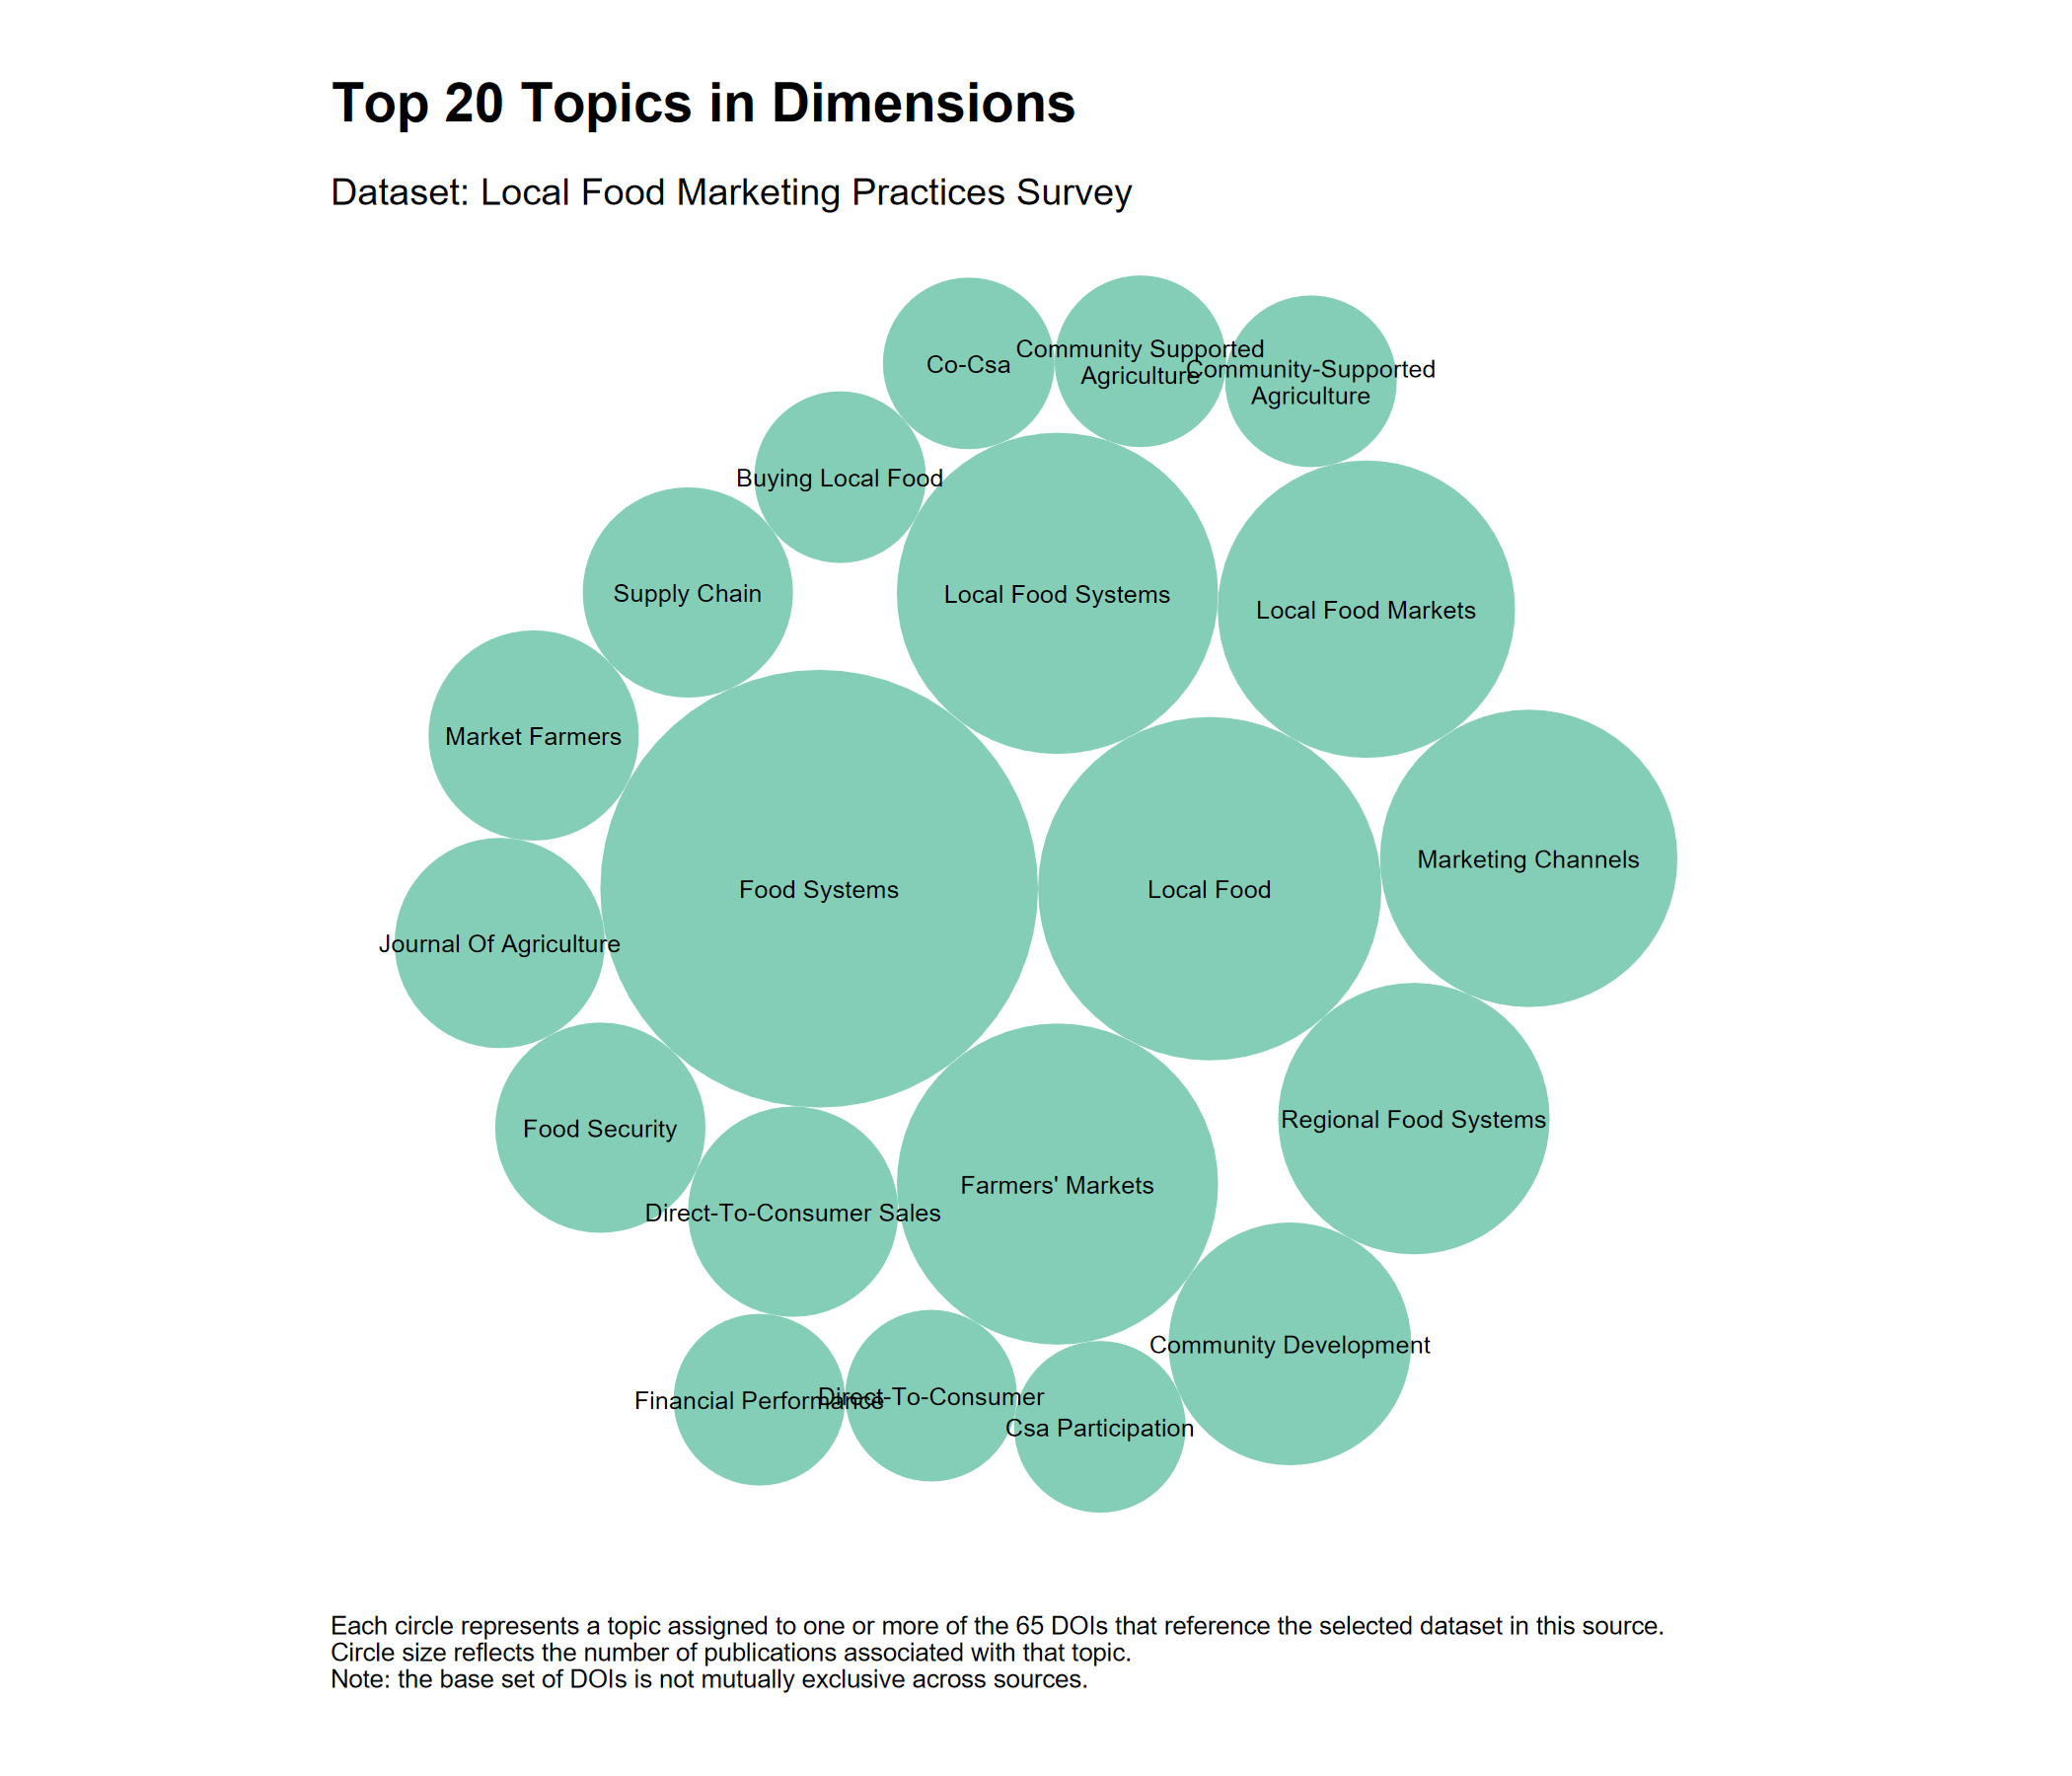 Top 20 Topics in Dimensions
Dataset: Local Food Marketing Practices Survey
Co-Csa
Community Supported
Agriculture
Community-Supported
Agriculture
Buying Local Food
Supply Chain
Local Food Systems
Local Food Markets
Market Farmers
Marketing Channels
Food Systems
Local Food
Journal Of Agriculture
Regional Food Systems
Food Security
Farmers' Markets
Direct-To-Consumer Sales
Community Development
Financial Performance
Direct-To-Consumer
Csa Participation
Each circle represents a topic assigned to one or more of the 65 DOIs that reference the selected dataset in this source.
Circle size reflects the number of publications associated with that topic.
Note: the base set of DOIs is not mutually exclusive across sources.